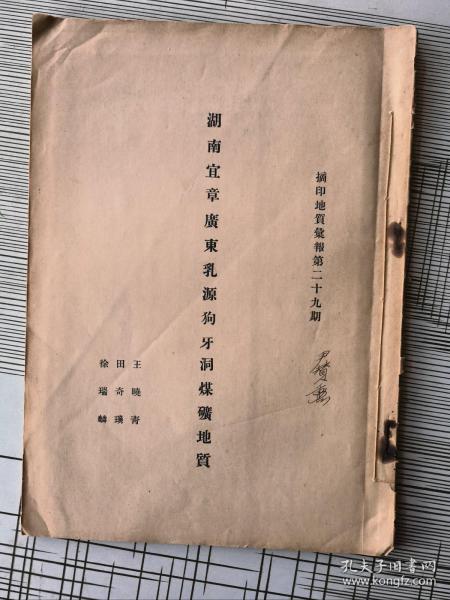 摘印地質彙報第二十九期
湖南宜章廣東乳源狗牙洞煤礦地質
王曉青
田奇㻪
徐瑞麟
孔夫子旧书网
www.kongfz.com